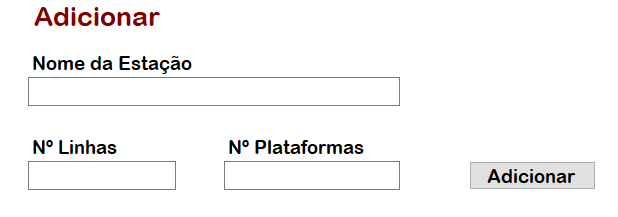 Adicionar
Nome da Estação
Nº Linhas
Nº Plataformas
Adicionar